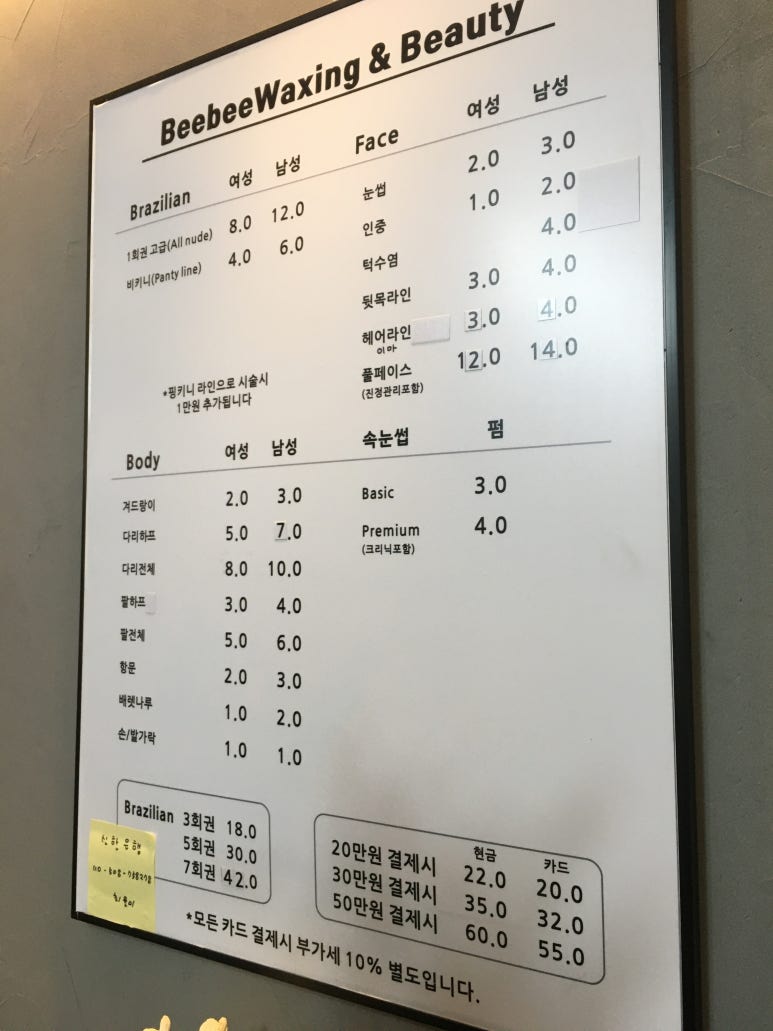 BeebeeWaxing & Beauty
Brazilian 여성 남성
1회권 고급(All nude) 8.0 12.0
비키니(Panty line) 4.0 6.0
*핑키니 라인으로 시술시
1만원 추가됩니다
Face 여성 남성
눈썹 2.0 3.0
인중 1.0 2.0
턱수염 4.0
뒷목라인 3.0 4.0
헤어라인 3.0 4.0
이마
풀페이스 12.0 14.0
(진정관리포함)
Body 여성 남성
겨드랑이 2.0 3.0
다리하프 5.0 7.0
다리전체 8.0 10.0
팔하프 3.0 4.0
팔전체 5.0 6.0
항문 2.0 3.0
배렛나루 1.0 2.0
손/발가락 1.0 1.0
속눈썹 펌
Basic 3.0
Premium 4.0
(크리닉포함)
Brazilian 3회권 18.0
5회권 30.0
7회권 42.0
신한은행
현금 카드
20만원 결제시 22.0 20.0
30만원 결제시 35.0 32.0
50만원 결제시 60.0 55.0
*모든 카드 결제시 부가세 10% 별도입니다.